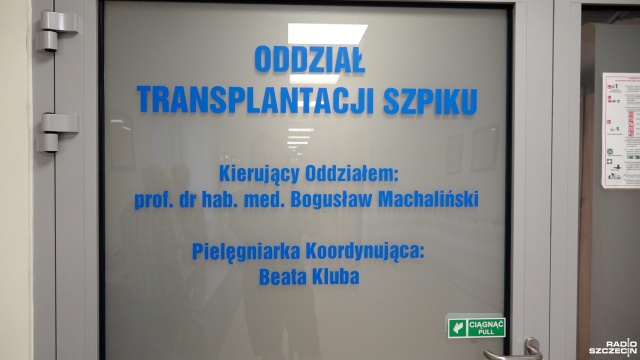 ODDZIAŁ
TRANSPLANTACJI SZPIKU
Kierujący Oddziałem:
prof. dr hab. med. Bogusław Machaliński
Pielęgniarka Koordynująca:
Beata Kluba
CIĄGNĄĆ
PULL
RADIO
SZCZECIN